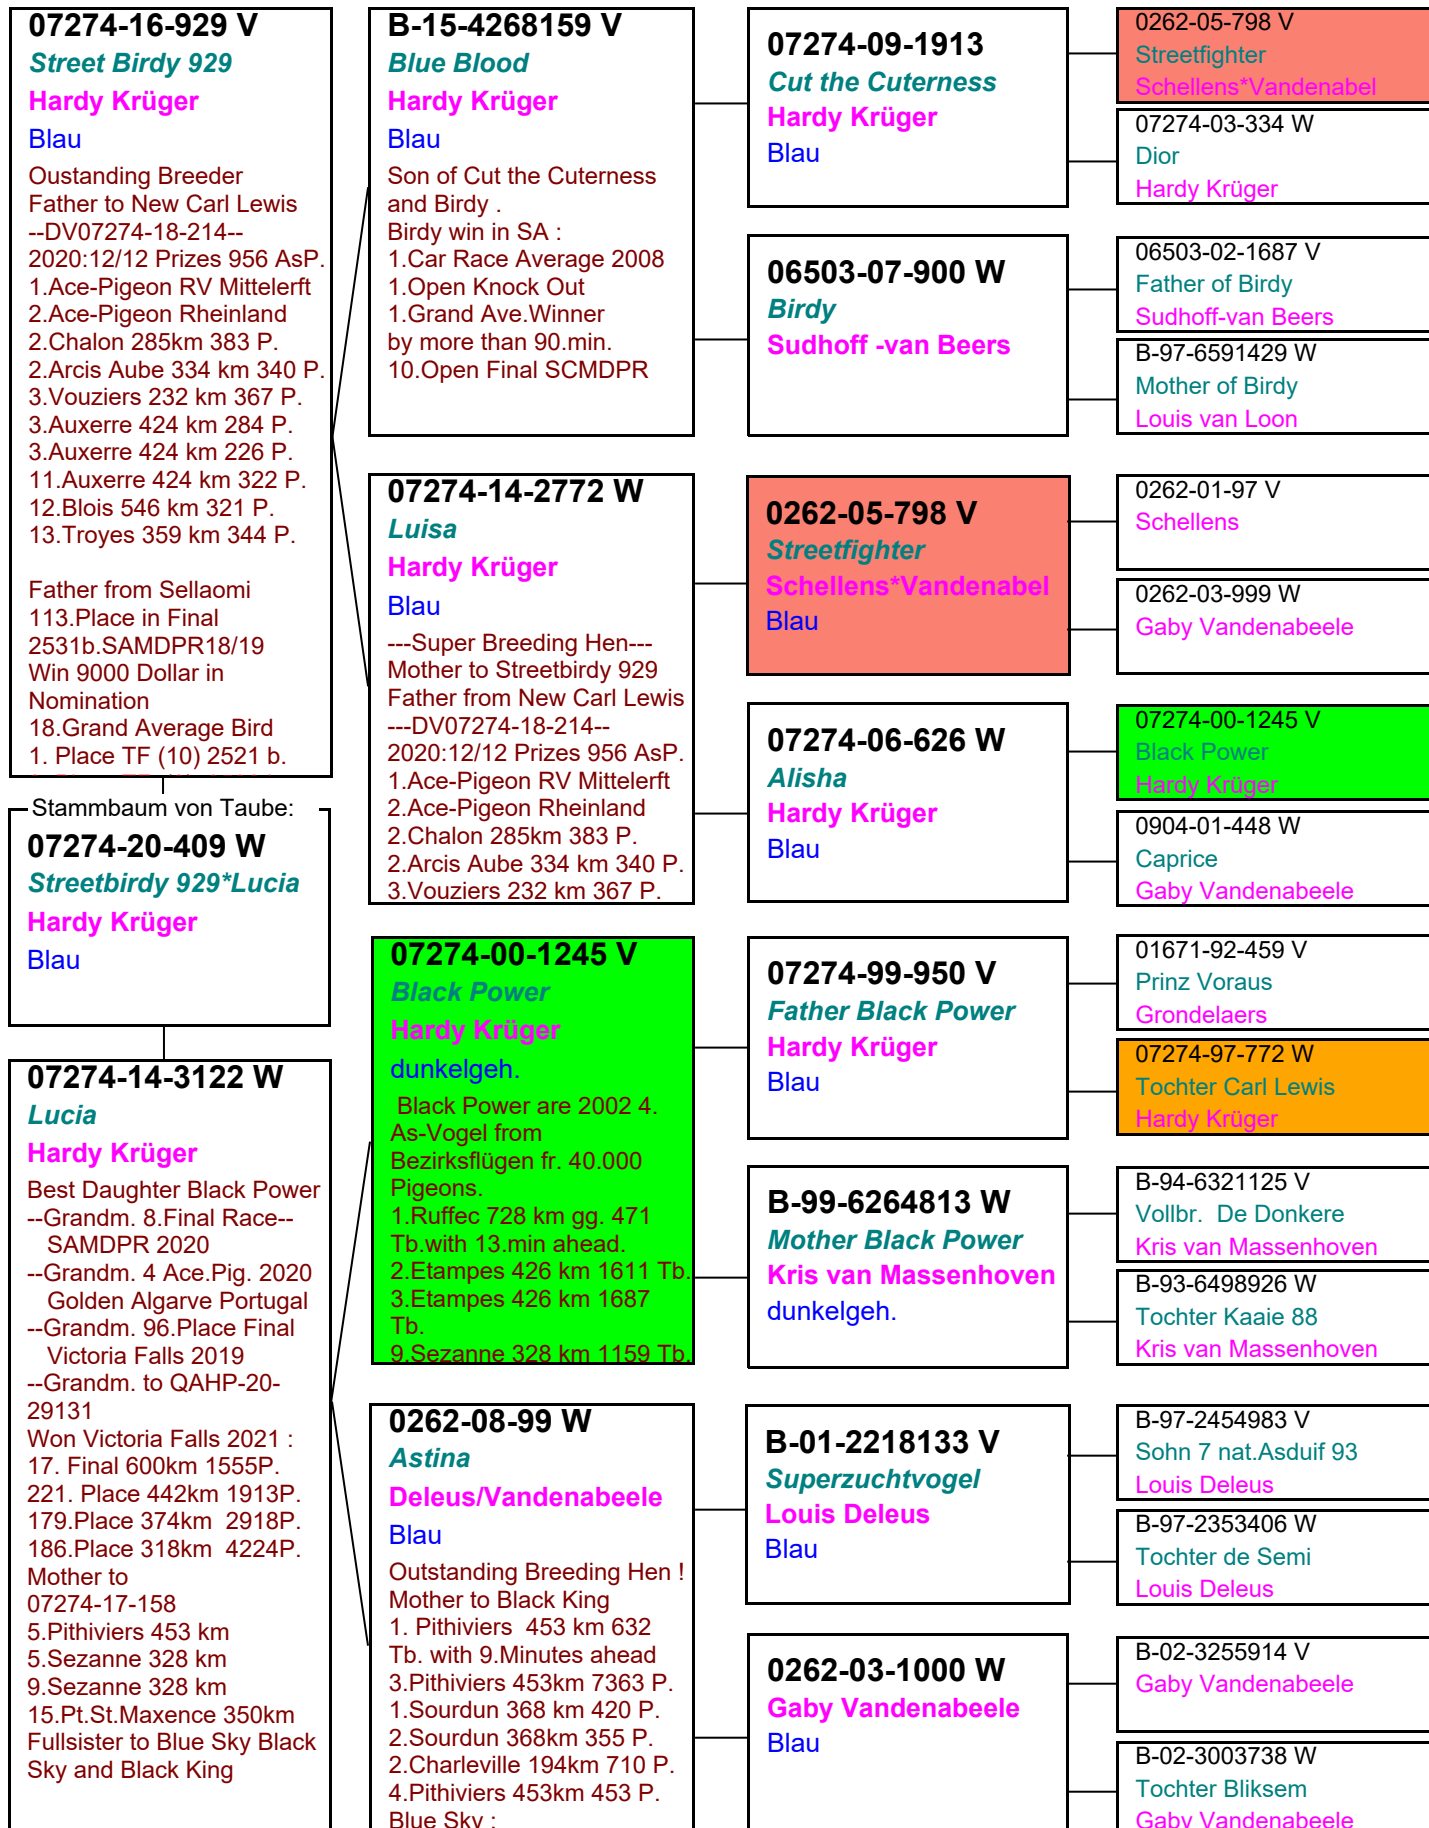 07274-16-929 V
Street Birdy 929
Hardy Krüger
Blau
Oustanding Breeder
Father to New Carl Lewis
--DV07274-18-214--
2020:12/12 Prizes 956 AsP.
1.Ace-Pigeon RV Mittelerft
2.Ace-Pigeon Rheinland
2.Chalon 285km 383 P.
2.Arcis Aube 334 km 340 P.
3.Vouziers 232 km 367 P.
3.Auxerre 424 km 284 P.
3.Auxerre 424 km 226 P.
11.Auxerre 424 km 322 P.
12.Blois 546 km 321 P.
13.Troyes 359 km 344 P.
Father from Sellaomi
113.Place in Final
2531b.SAMDPR18/19
Win 9000 Dollar in
Nomination
18.Grand Average Bird
1. Place TF (10) 2521 b.
Stammbaum von Taube:
07274-20-409 W
Streetbirdy 929*Lucia
Hardy Krüger
Blau
07274-14-3122 W
Lucia
Hardy Krüger
Best Daughter Black Power
--Grandm. 8.Final Race--
SAMDPR 2020
--Grandm. 4 Ace.Pig. 2020
Golden Algarve Portugal
--Grandm. 96.Place Final
Victoria Falls 2019
--Grandm. to QAHP-20-
29131
Won Victoria Falls 2021 :
17. Final 600km 1555P.
221. Place 442km 1913P.
179.Place 374km  2918P.
186.Place 318km  4224P.
Mother to
07274-17-158
5.Pithiviers 453 km
5.Sezanne 328 km
9.Sezanne 328 km
15.Pt.St.Maxence 350km
Fullsister to Blue Sky Black
Sky and Black King
B-15-4268159 V
Blue Blood
Hardy Krüger
Blau
Son of Cut the Cuterness
and Birdy .
Birdy win in SA :
1.Car Race Average 2008
1.Open Knock Out
1.Grand Ave.Winner
by more than 90.min.
10.Open Final SCMDPR
07274-14-2772 W
Luisa
Hardy Krüger
Blau
---Super Breeding Hen---
Mother to Streetbirdy 929
Father from New Carl Lewis
---DV07274-18-214--
2020:12/12 Prizes 956 AsP.
1.Ace-Pigeon RV Mittelerft
2.Ace-Pigeon Rheinland
2.Chalon 285km 383 P.
2.Arcis Aube 334 km 340 P.
3.Vouziers 232 km 367 P.
07274-00-1245 V
Black Power
Hardy Krüger
dunkelgeh.
Black Power are 2002 4.
As-Vogel from
Bezirksflügen fr. 40.000
Pigeons.
1.Ruffec 728 km gg. 471
Tb.with 13.min ahead.
2.Etampes 426 km 1611 Tb.
3.Etampes 426 km 1687
Tb.
9.Sezanne 328 km 1159 Tb.
0262-08-99 W
Astina
Deleus/Vandenabeele
Blau
Outstanding Breeding Hen !
Mother to Black King
1. Pithiviers  453 km 632
Tb. with 9.Minutes ahead
3.Pithiviers 453km 7363 P.
1.Sourdun 368 km 420 P.
2.Sourdun 368km 355 P.
2.Charleville 194km 710 P.
4.Pithiviers 453km 453 P.
Blue Sky :
07274-09-1913
Cut the Cuterness
Hardy Krüger
Blau
06503-07-900 W
Birdy
Sudhoff -van Beers
0262-05-798 V
Streetfighter
Schellens*Vandenabel
Blau
07274-06-626 W
Alisha
Hardy Krüger
Blau
07274-99-950 V
Father Black Power
Hardy Krüger
Blau
B-99-6264813 W
Mother Black Power
Kris van Massenhoven
dunkelgeh.
B-01-2218133 V
Superzuchtvogel
Louis Deleus
Blau
0262-03-1000 W
Gaby Vandenabeele
Blau
0262-05-798 V
Streetfighter
Schellens*Vandenabel
07274-03-334 W
Dior
Hardy Krüger
06503-02-1687 V
Father of Birdy
Sudhoff-van Beers
B-97-6591429 W
Mother of Birdy
Louis van Loon
0262-01-97 V
Schellens
0262-03-999 W
Gaby Vandenabeele
07274-00-1245 V
Black Power
Hardy Krüger
0904-01-448 W
Caprice
Gaby Vandenabeele
01671-92-459 V
Prinz Voraus
Grondelaers
07274-97-772 W
Tochter Carl Lewis
Hardy Krüger
B-94-6321125 V
Vollbr.  De Donkere
Kris van Massenhoven
B-93-6498926 W
Tochter Kaaie 88
Kris van Massenhoven
B-97-2454983 V
Sohn 7 nat.Asduif 93
Louis Deleus
B-97-2353406 W
Tochter de Semi
Louis Deleus
B-02-3255914 V
Gaby Vandenabeele
B-02-3003738 W
Tochter Bliksem
Gaby Vandenabeele